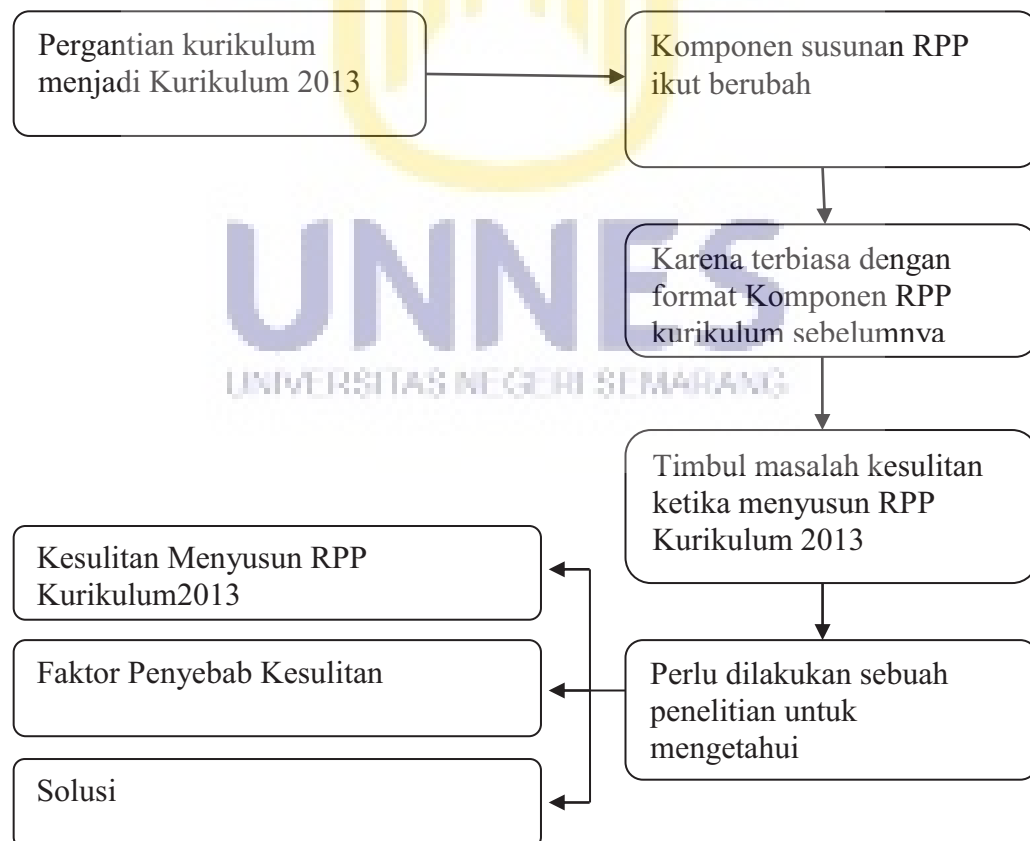 Pergantian kurikulum
menjadi Kurikulum 2013
Komponen susunan RPP
ikut berubah
UNNES
UNIVERSITAS NEGERI SEMARANG
Karena terbiasa dengan
format Komponen RPP
kurikulum sebelumnya
Timbul masalah kesulitan
ketika menyusun RPP
Kurikulum 2013
Perlu dilakukan sebuah
penelitian untuk
mengetahui
Kesulitan Menyusun RPP
Kurikulum2013
Faktor Penyebab Kesulitan
Solusi